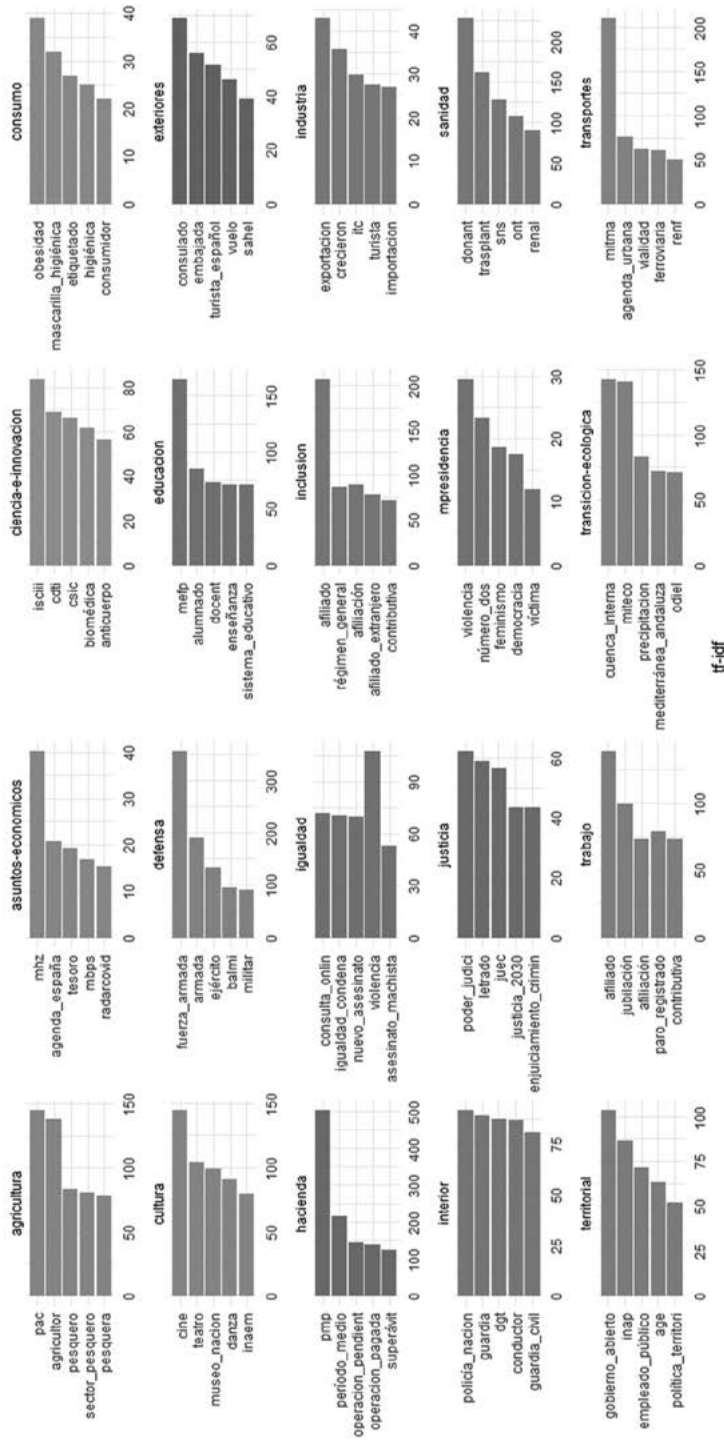 agricultura
pac
agricultor
pesquero
sector_pesquero
pesquera
0 50 100 150
asuntos-economicos
mhz
agenda_españa
tesoro
mbps
radarcovid
0 10 20 30 40
ciencia-e-innovacion
isciii
cdti
csic
biomédica
anticuerpo
0 20 40 60 80
consumo
obesidad
mascarilla_higiénica
etiquetado
higiénica
consumidor
0 10 20 30 40
cultura
cine
teatro
museo_nacion
danza
inaem
0 50 100 150
defensa
fuerza_armada
armada
ejército
balmi
militar
0 100 200 300
educacion
mefp
alumnado
docent
enseñanza
sistema_educativo
0 50 100 150
exteriores
consulado
embajada
turista_español
vuelo
sahel
0 20 40 60
hacienda
pmp
período_medio
operacion_pendient
operacion_pagada
superávit
0 100 200 300 400 500
igualdad
consulta_onlin
igualdad_condena
nuevo_asesinato
violencia
asesinato_machista
0 30 60 90
inclusion
afiliado
régimen_general
afiliación
afiliado_extranjero
contributiva
0 50 100 150 200
industria
exportacion
crecieron
itc
turista
importacion
0 10 20 30 40
interior
policía_nacion
guardia
dgt
conductor
guardia_civil
0 25 50 75
justicia
poder_judici
letrado
juec
justicia_2030
enjuiciamiento_crimin
0 20 40 60
mpresidencia
violencia
número_dos
feminismo
democracia
víctima
0 10 20 30
sanidad
donant
trasplant
sns
ont
renal
0 50 100 150 200
territorial
gobierno_abierto
inap
empleado_público
age
política_territori
0 25 50 75 100
trabajo
afiliado
jubilación
afiliación
paro_registrado
contributiva
0 50 100
transicion-ecologica
cuenca_interna
miteco
precipitacion
mediterránea_andaluza
odiel
0 50 100 150
transportes
mitma
agenda_urbana
vialidad
ferroviaria
renf
0 50 100 150 200
tf-idf